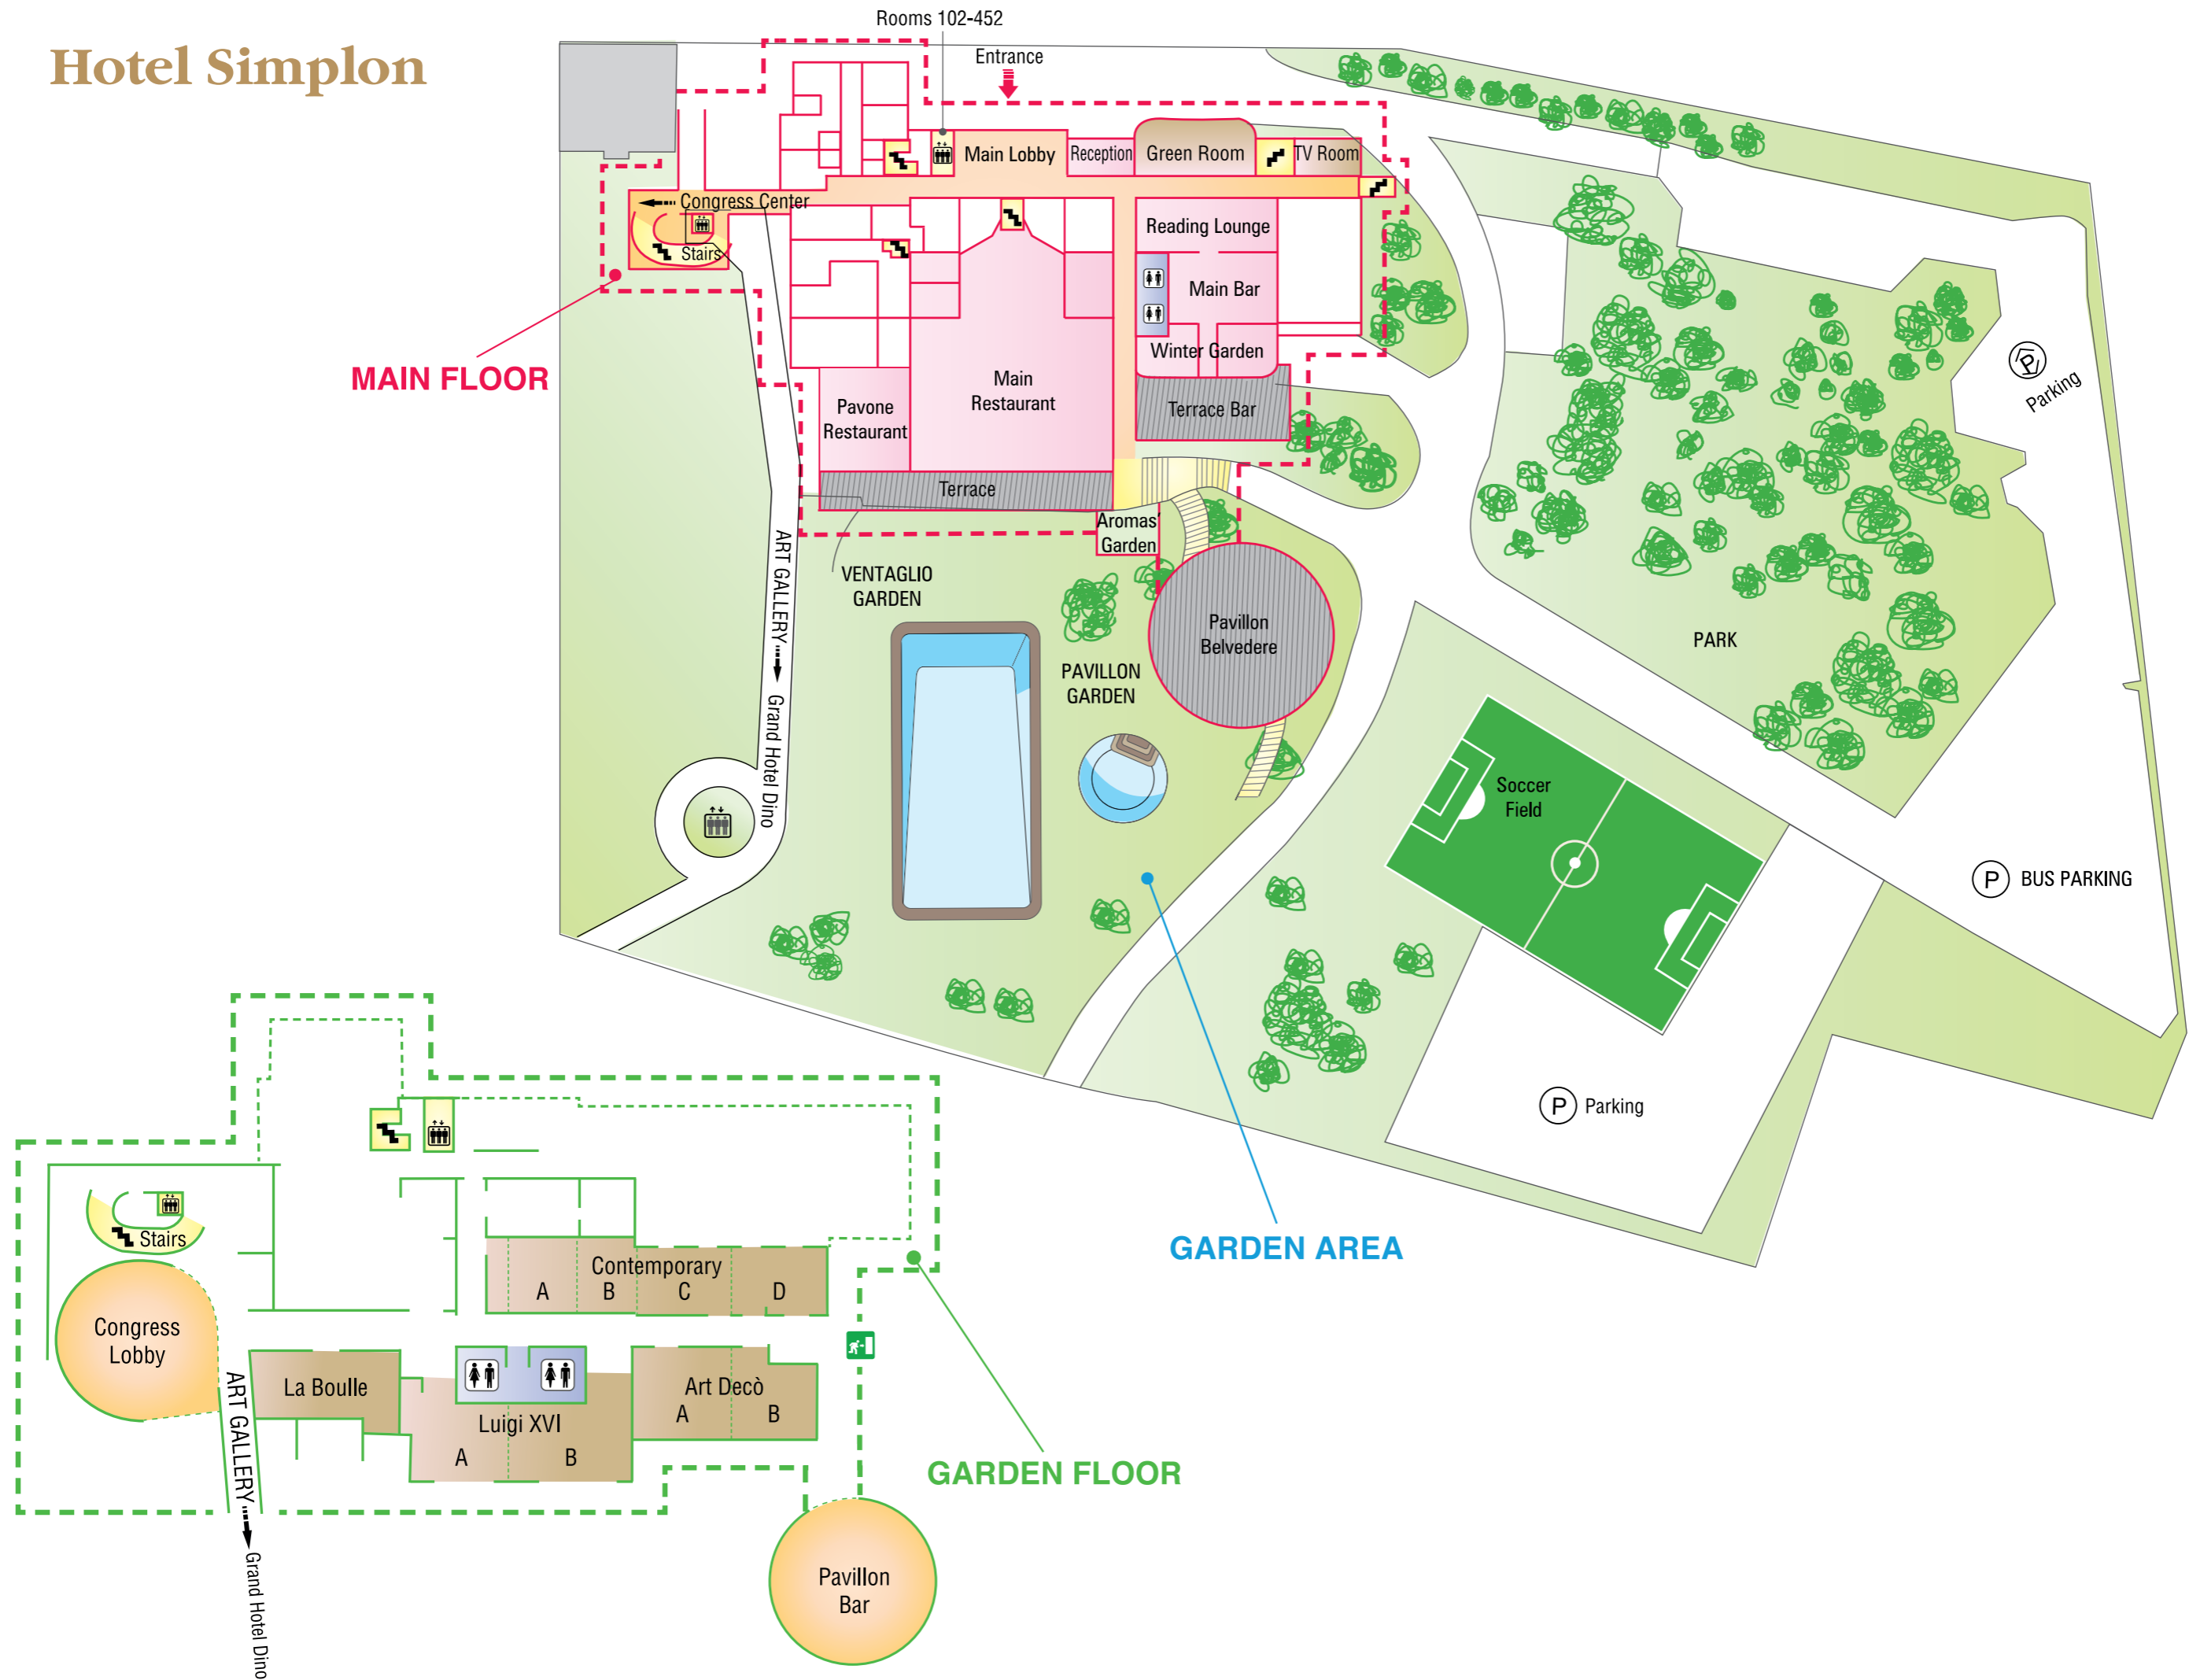 Hotel Simplon
Rooms 102-452
Entrance
Main Lobby
Reception
Green Room
TV Room
Congress Center
Stairs
Reading Lounge
Main Bar
Winter Garden
Terrace Bar
MAIN FLOOR
Main
Restaurant
Pavone
Restaurant
Terrace
Aromas'
Garden
VENTAGLIO
GARDEN
ART GALLERY
Grand Hotel Dino
Pavillon
Belvedere
PAVILLON
GARDEN
P
Parking
PARK
Soccer
Field
P
BUS PARKING
P
Parking
GARDEN AREA
Stairs
Congress
Lobby
Contemporary
A
B
C
D
La Boulle
Luigi XVI
A
B
Art Decò
A
B
ART GALLERY
Grand Hotel Dino
GARDEN FLOOR
Pavillon
Bar